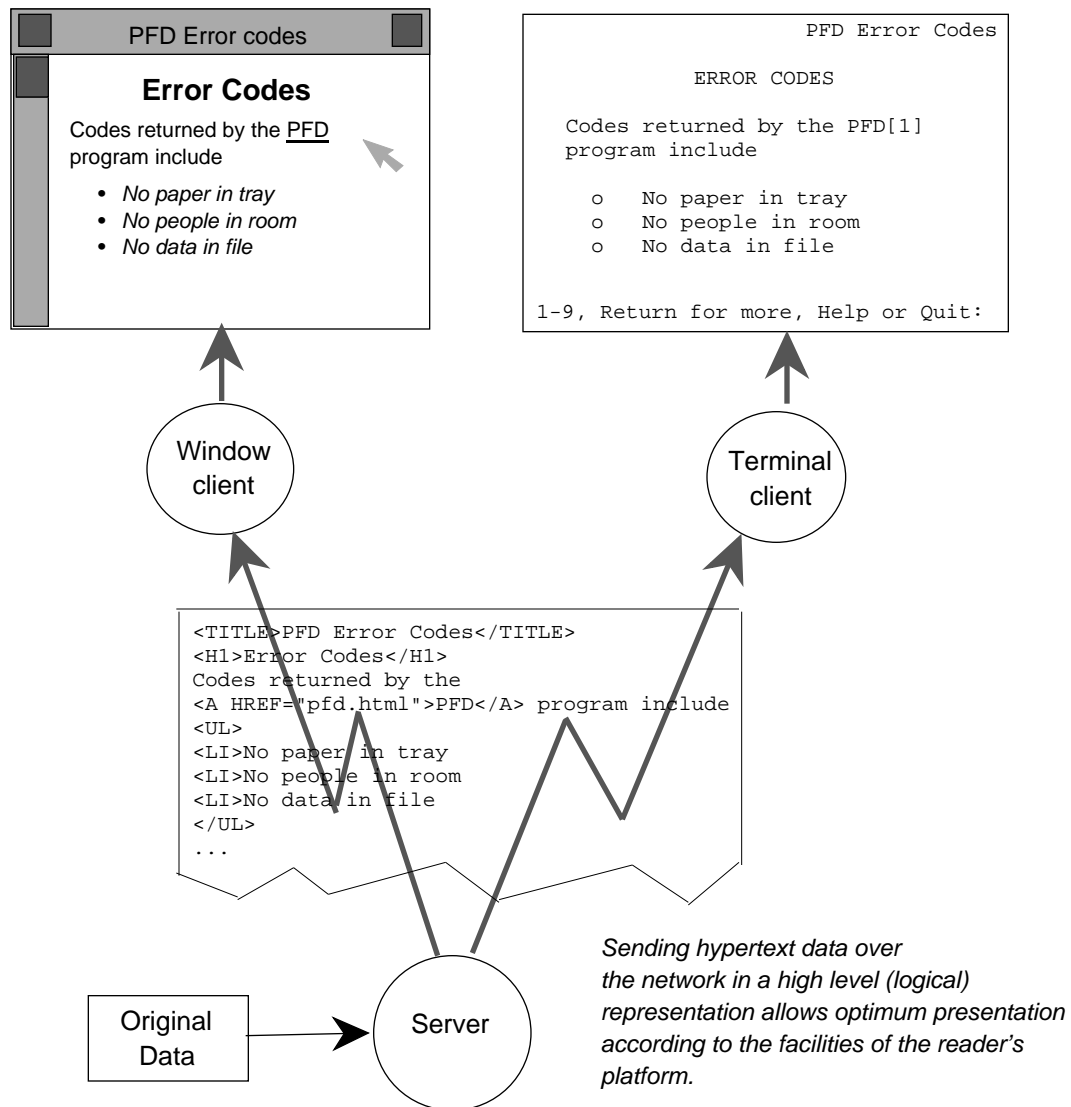 PFD Error codes
Error Codes
Codes returned by the PFD
program include
• No paper in tray
• No people in room
• No data in file
PFD Error Codes
ERROR CODES
Codes returned by the PFD[1]
program include
o No paper in tray
o No people in room
o No data in file
1-9, Return for more, Help or Quit:
Window
client
Terminal
client
<TITLE>PFD Error Codes</TITLE>
<H1>Error Codes</H1>
Codes returned by the
<A HREF="pfd.html">PFD</A> program include
<UL>
<LI>No paper in tray
<LI>No people in room
<LI>No data in file
</UL>
...
Sending hypertext data over
the network in a high level (logical)
representation allows optimum presentation
according to the facilities of the reader's
platform.
Original
Data
Server